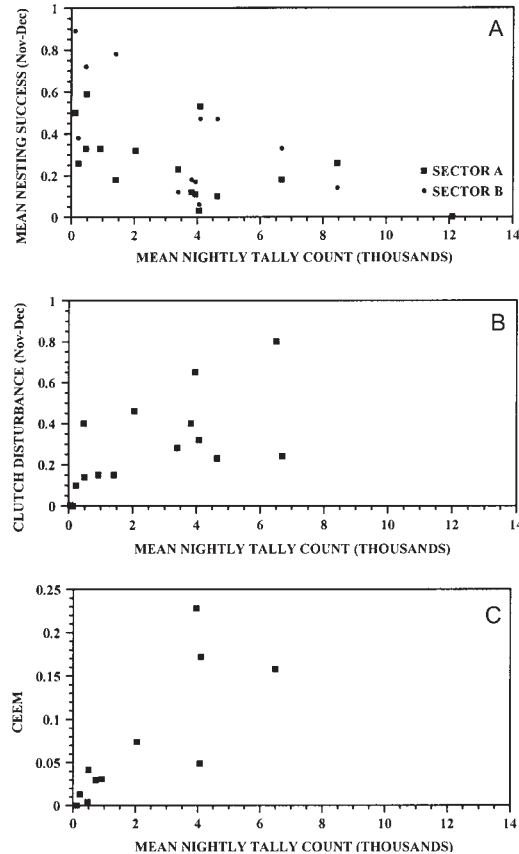 A
MEAN NESTING SUCCESS (Nov-Dec)
1
0.8
0.6
0.4
0.2
0
SECTOR A
SECTOR B
0 2 4 6 8 10 12 14
MEAN NIGHTLY TALLY COUNT (THOUSANDS)
B
CLUTCH DISTURBANCE (Nov-Dec)
1
0.8
0.6
0.4
0.2
0
0 2 4 6 8 10 12 14
MEAN NIGHTLY TALLY COUNT (THOUSANDS)
C
CEEM
0.25
0.2
0.15
0.1
0.05
0
0 2 4 6 8 10 12 14
MEAN NIGHTLY TALLY COUNT (THOUSANDS)